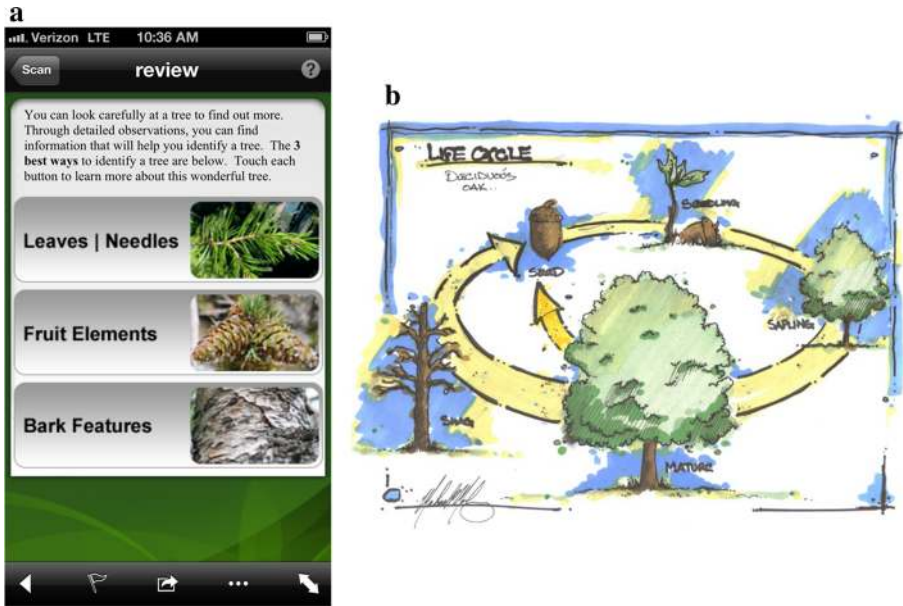 a
Verizon LTE 10:36 AM
Scan review ?
You can look carefully at a tree to find out more.
Through detailed observations, you can find
information that will help you identify a tree. The 3
best ways to identify a tree are below. Touch each
button to learn more about this wonderful tree.
Leaves | Needles
Fruit Elements
Bark Features
b
LIFE CYCLE
DECIDUOUS
OAK...
SEEDLING
SEED
SAPLING
SNAG
MATURE